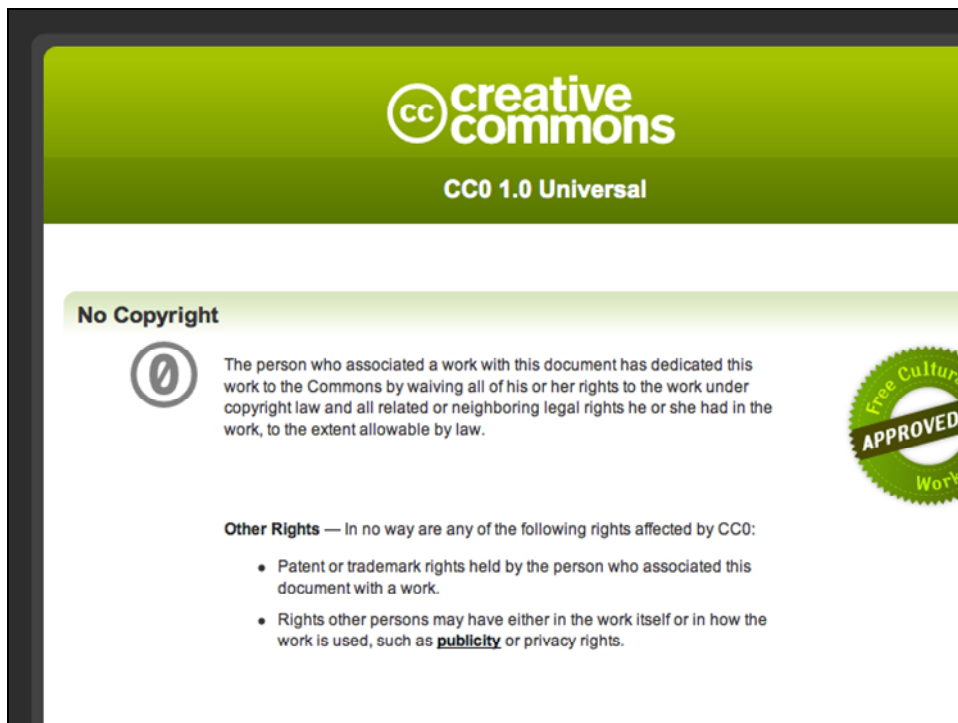 cc creative
commons
CC0 1.0 Universal
No Copyright
0
The person who associated a work with this document has dedicated this
work to the Commons by waiving all of his or her rights to the work under
copyright law and all related or neighboring legal rights he or she had in the
work, to the extent allowable by law.
Free Cultura
APPROVED
Work
Other Rights — In no way are any of the following rights affected by CC0:
• Patent or trademark rights held by the person who associated this
document with a work.
• Rights other persons may have either in the work itself or in how the
work is used, such as publicity or privacy rights.